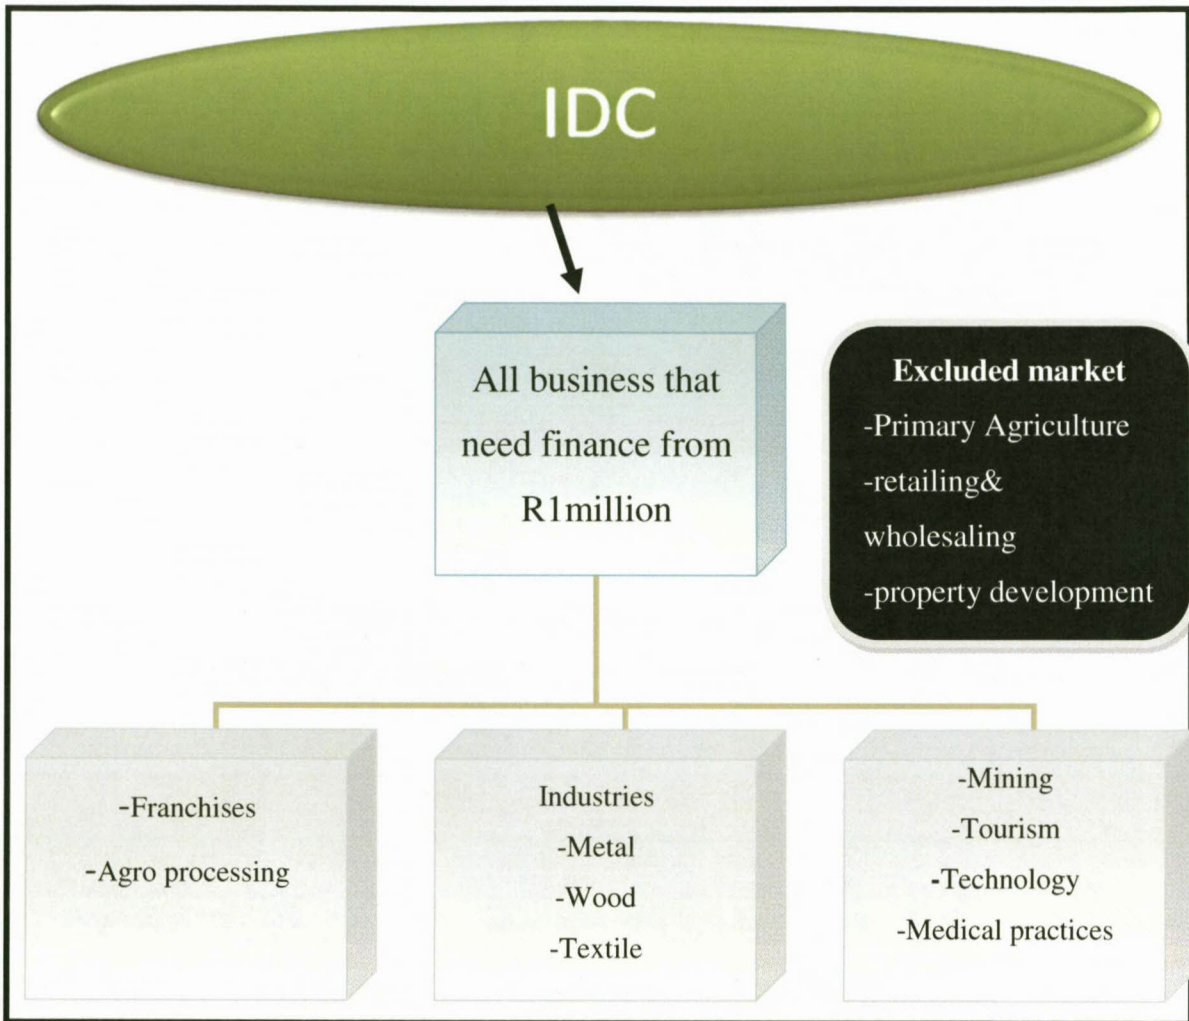 IDC
All business that
need finance from
R1million
Excluded market
-Primary Agriculture
-retailing&
wholesaling
-property development
-Franchises
-Agro processing
Industries
-Metal
-Wood
-Textile
-Mining
-Tourism
-Technology
-Medical practices